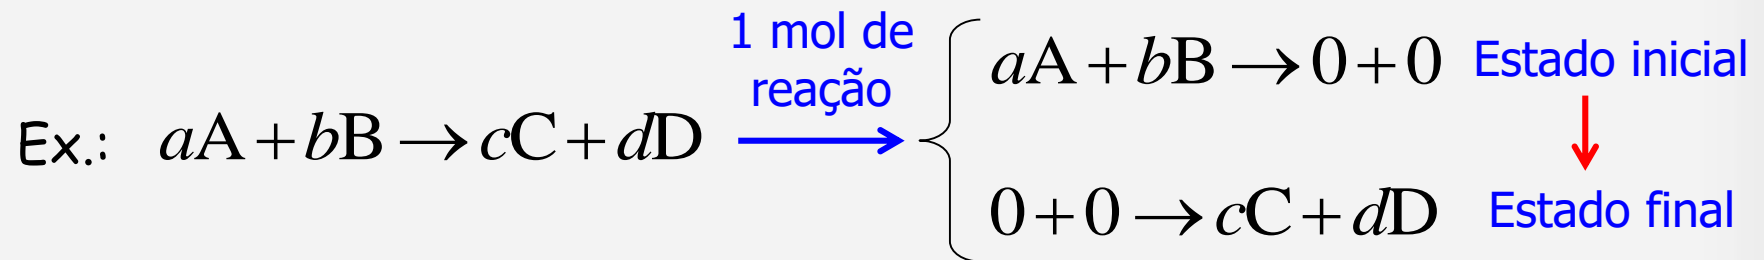 Ex.: aA + bB → cC + dD
1 mol de
reação
aA + bB → 0 + 0 Estado inicial
0 + 0 → cC + dD Estado final